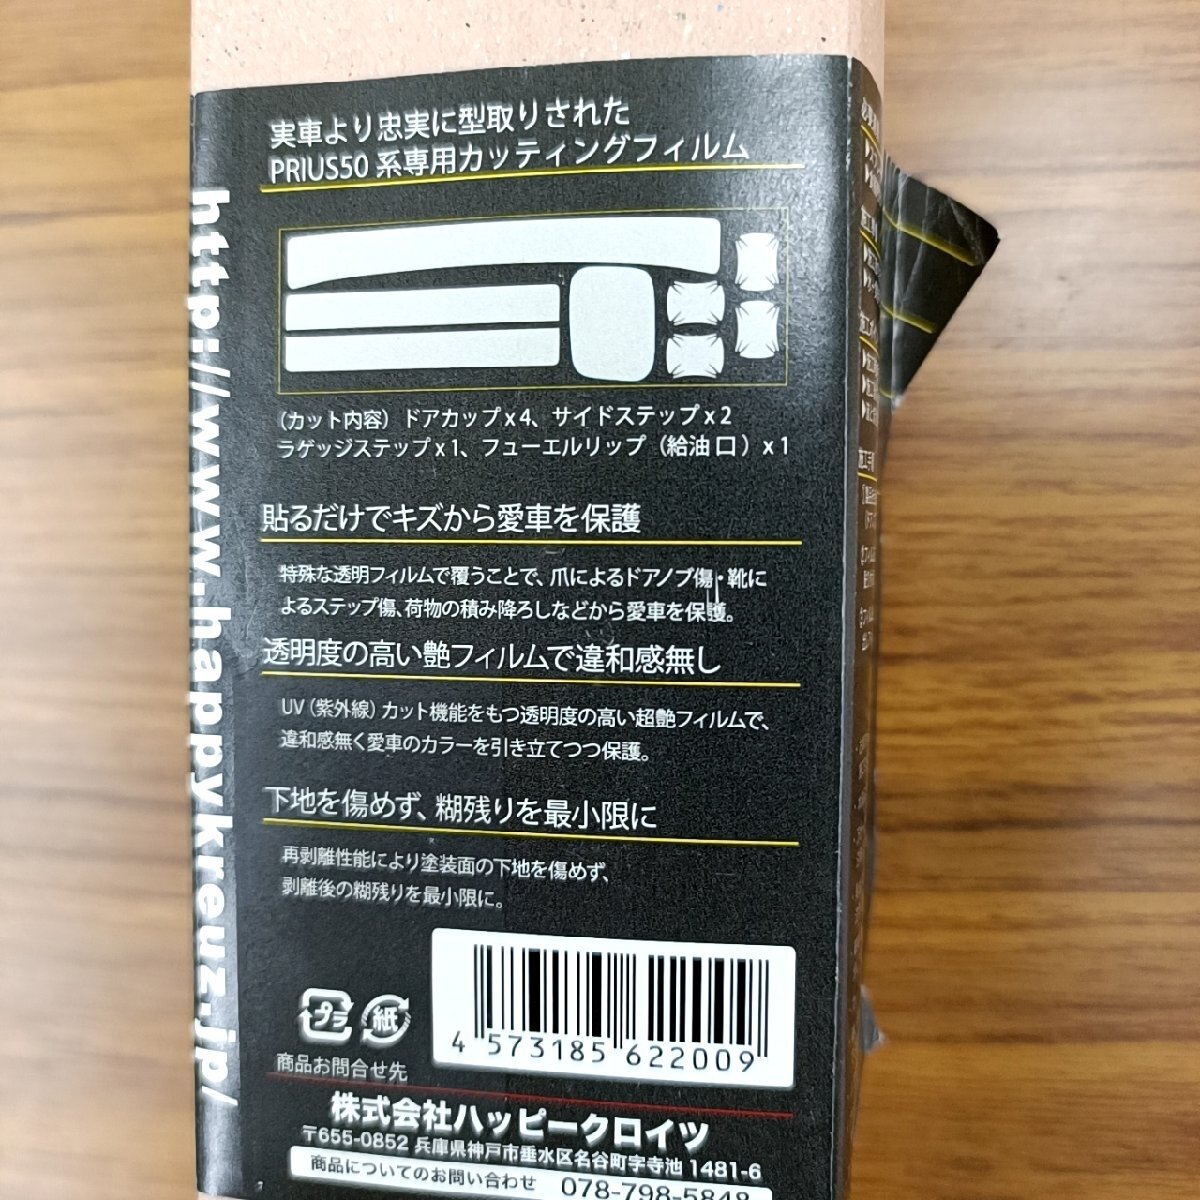 実車より忠実に型取りされた
PRIUS50 系専用カッティングフィルム
(カット内容) ドアカップ x 4、サイドステップ x 2
ラゲッジステップ x 1、フューエルリップ (給油口) x 1
貼るだけでキズから愛車を保護
特殊な透明フィルムで覆うことで、爪によるドアノブ傷・靴に
よるステップ傷、荷物の積み降ろしなどから愛車を保護。
透明度の高い艶フィルムで違和感無し
UV (紫外線) カット機能をもつ透明度の高い超艶フィルムで、
違和感無く愛車のカラーを引き立てつつ保護。
下地を傷めず、糊残りを最小限に
再剥離性能により塗装面の下地を傷めず、
剥離後の糊残りを最小限に。
プラ
紙
4 573185 622009
商品お問合せ先
株式会社ハッピークロイツ
〒655-0852 兵庫県神戸市垂水区名谷町字寺池 1481-6
商品についてのお問い合わせ 078-798-5848
http://www.happykreuz.jp/